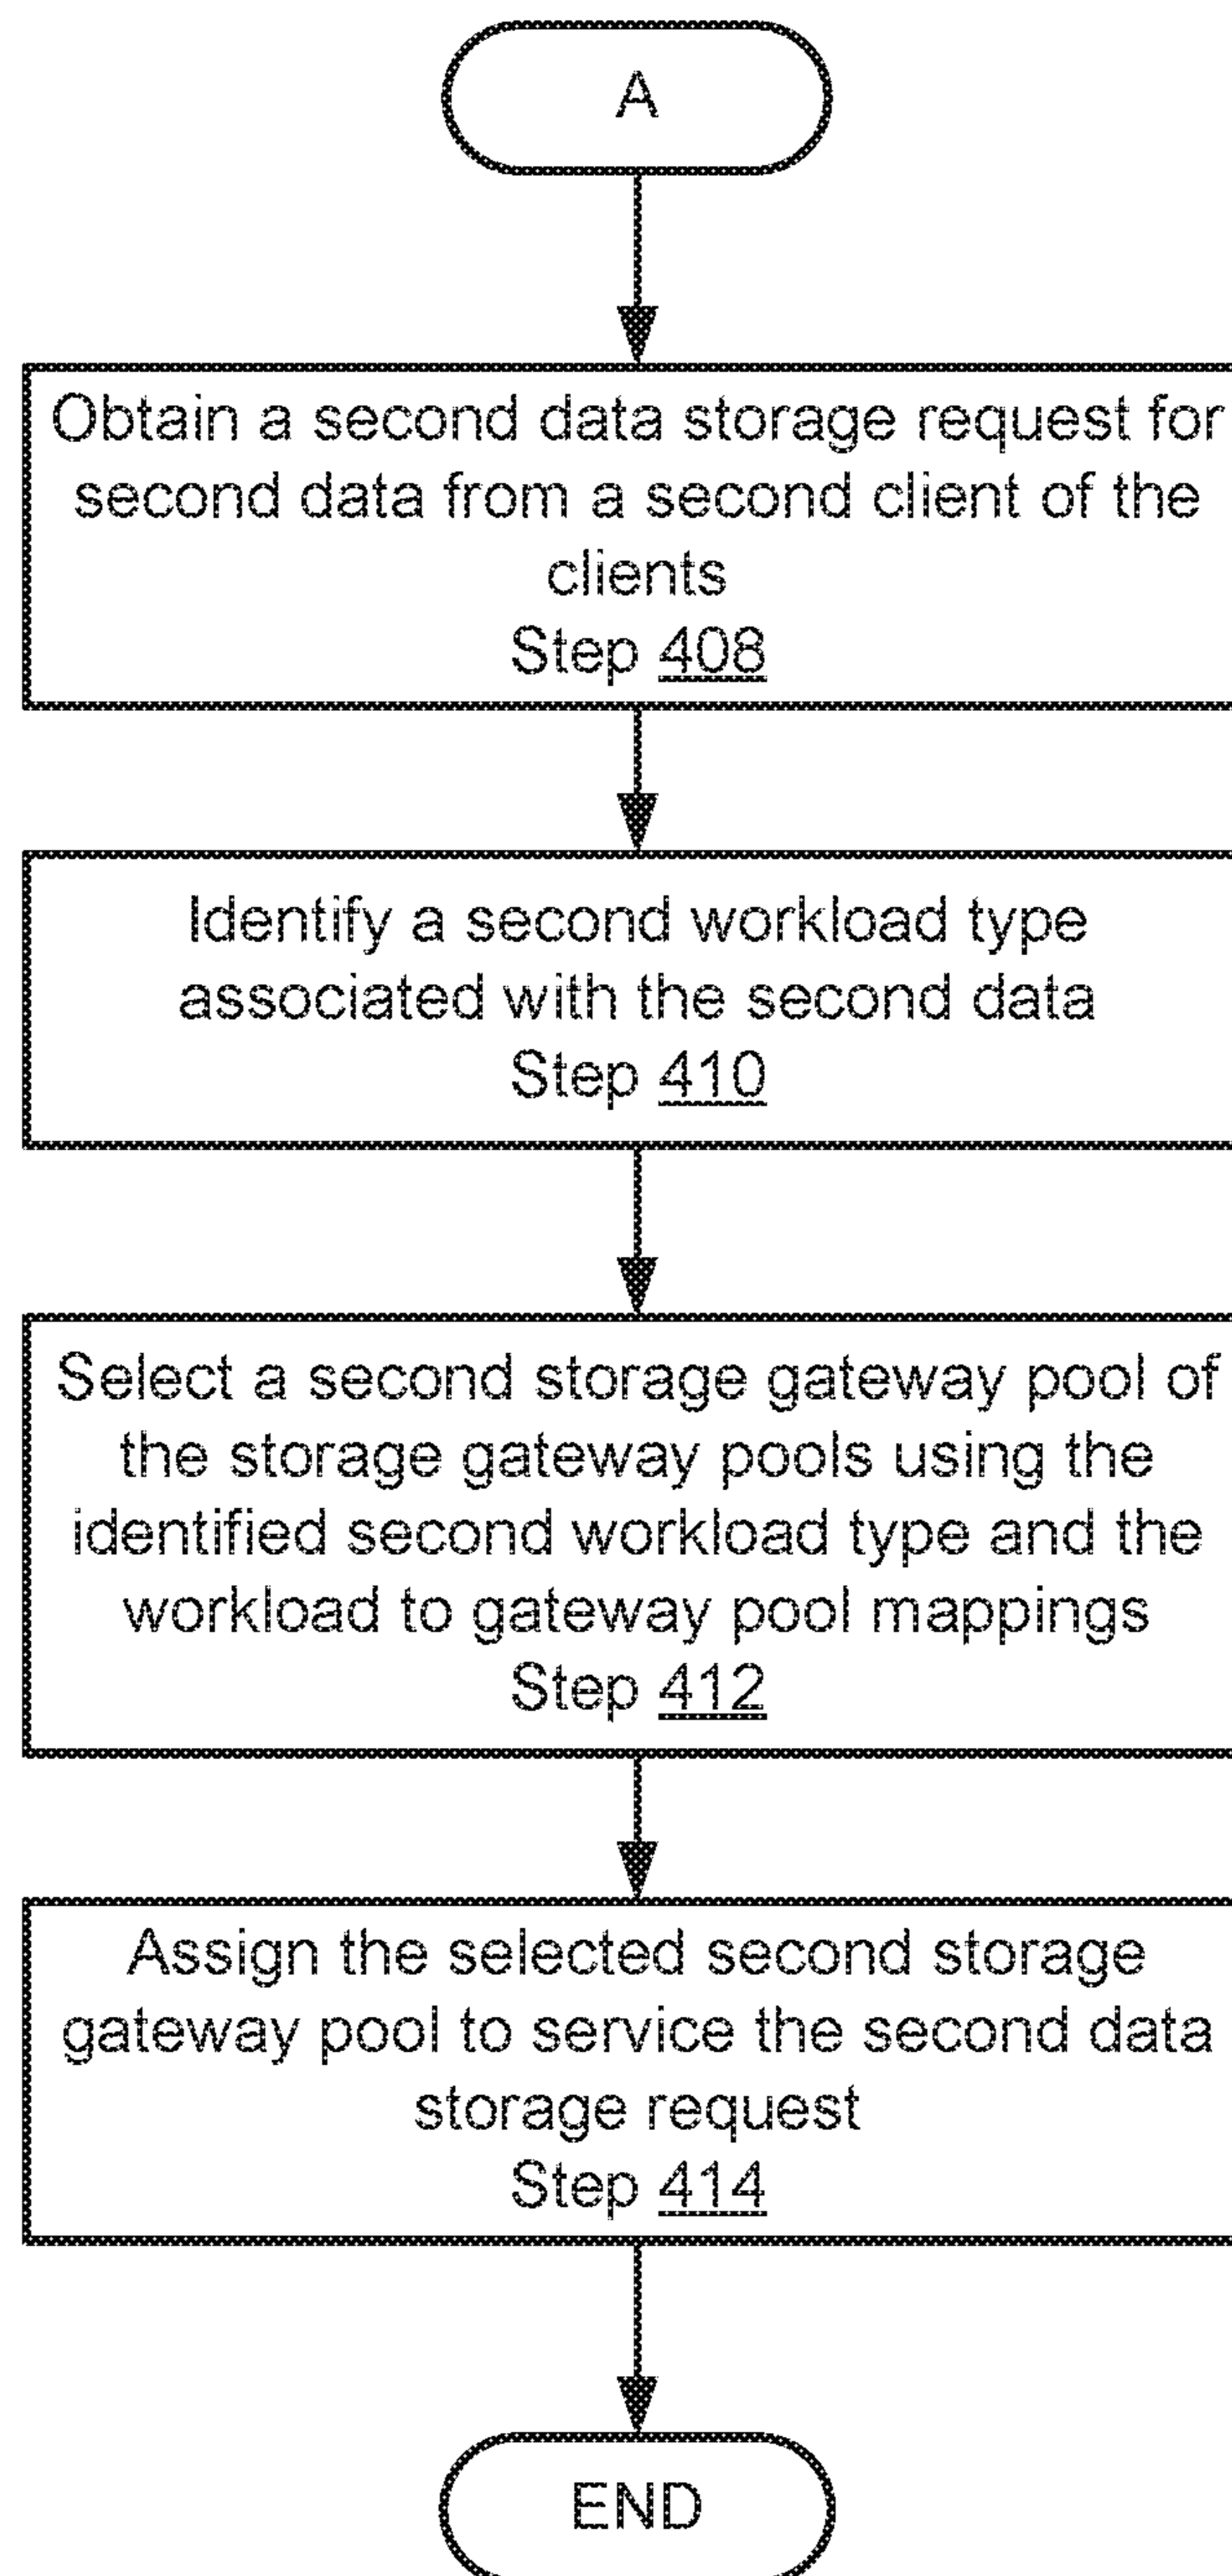 A
Obtain a second data storage request for
second data from a second client of the
clients
Step 408
Identify a second workload type
associated with the second data
Step 410
Select a second storage gateway pool of
the storage gateway pools using the
identified second workload type and the
workload to gateway pool mappings
Step 412
Assign the selected second storage
gateway pool to service the second data
storage request
Step 414
END